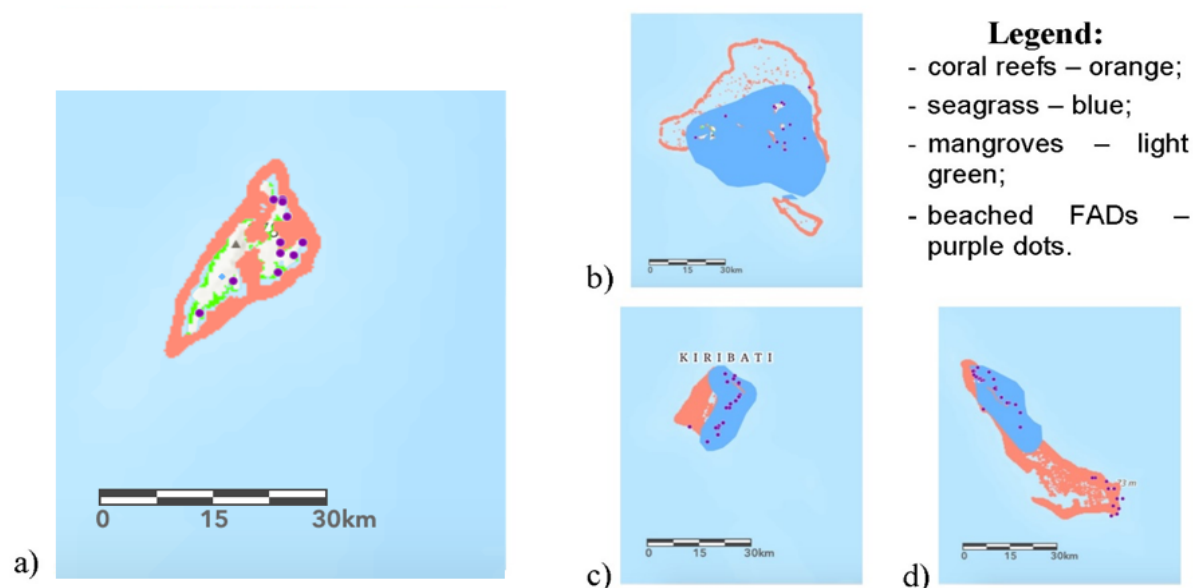 Legend:
- coral reefs – orange;
- seagrass – blue;
- mangroves – light
green;
- beached FADs –
purple dots.
0 15 30km
a)
0 15 30km
b)
KIRIBATI
0 15 30km
c)
73 m
0 15 30km
d)